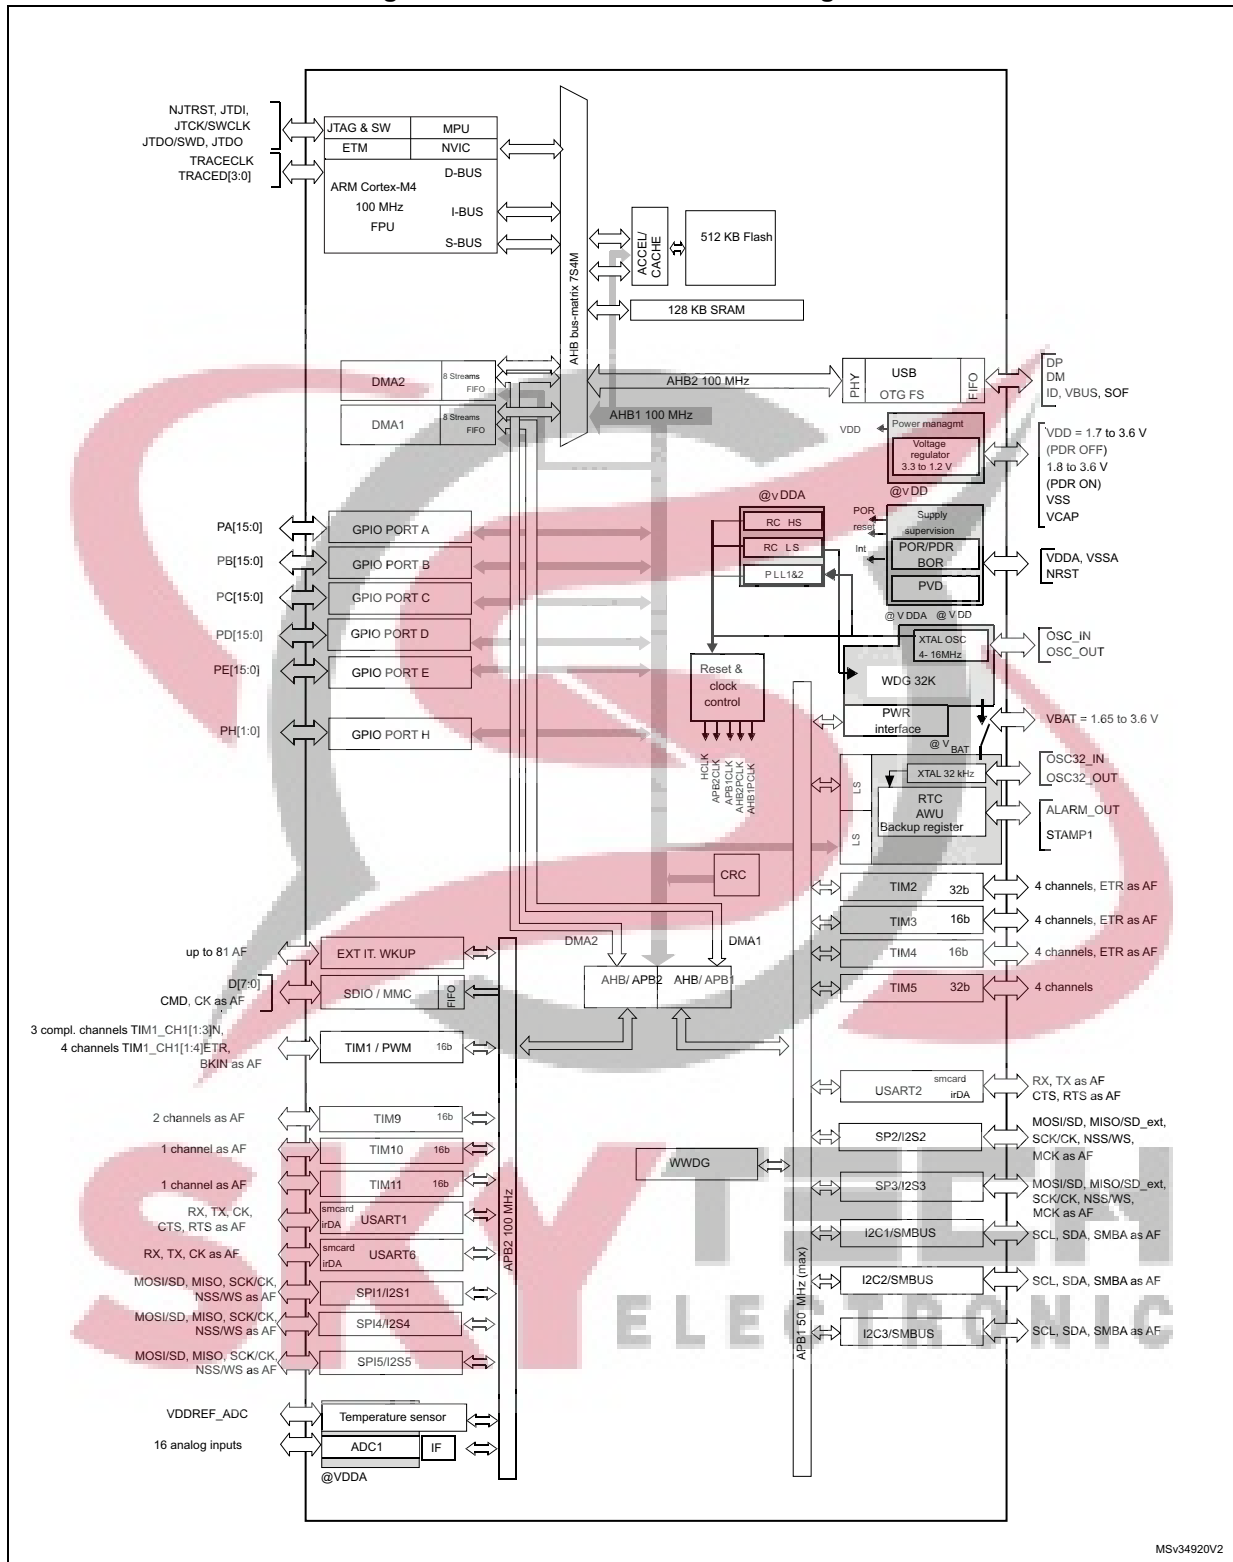 NJTRST, JTDI,
JTCK/SWCLK
JTDO/SWD, JTDO
TRACECLK
TRACED[3:0]
JTAG & SW
MPU
ETM
NVIC
D-BUS
ARM Cortex-M4
100 MHz
FPU
I-BUS
S-BUS
AHB bus-matrix 7S4M
ACCEL/
CACHE
512 KB Flash
128 KB SRAM
DMA2
8 Streams
FIFO
DMA1
8 Streams
FIFO
AHB2 100 MHz
AHB1 100 MHz
PHY
USB
OTG FS
FIFO
DP
DM
ID, VBUS, SOF
VDD
Power managmt
Voltage
regulator
3.3 to 1.2 V
@VDD
VDD = 1.7 to 3.6 V
(PDR OFF)
1.8 to 3.6 V
(PDR ON)
VSS
VCAP
@VDDA
RC HS
RC LS
PLL1&2
POR
reset
Int
Supply
supervision
POR/PDR
BOR
PVD
VDDA, VSSA
NRST
@VDDA @VDD
XTAL OSC
4- 16MHz
OSC_IN
OSC_OUT
WDG 32K
PWR
interface
VBAT = 1.65 to 3.6 V
@VBAT
Reset &
clock
control
HCLK
APB2CLK
APB1CLK
AHB2PCLK
AHB1PCLK
LS
LS
XTAL 32 kHz
OSC32_IN
OSC32_OUT
RTC
AWU
Backup register
ALARM_OUT
STAMP1
PA[15:0]
GPIO PORT A
PB[15:0]
GPIO PORT B
PC[15:0]
GPIO PORT C
PD[15:0]
GPIO PORT D
PE[15:0]
GPIO PORT E
PH[1:0]
GPIO PORT H
CRC
DMA2
DMA1
AHB/ APB2
AHB/ APB1
TIM2 32b
4 channels, ETR as AF
TIM3 16b
4 channels, ETR as AF
TIM4 16b
4 channels, ETR as AF
TIM5 32b
4 channels
up to 81 AF
EXT IT. WKUP
D[7:0]
CMD, CK as AF
SDIO / MMC
FIFO
3 compl. channels TIM1_CH1[1:3]N,
4 channels TIM1_CH1[1:4]ETR,
BKIN as AF
TIM1 / PWM 16b
2 channels as AF
TIM9 16b
1 channel as AF
TIM10 16b
1 channel as AF
TIM11 16b
RX, TX, CK,
CTS, RTS as AF
smcard
irDA
USART1
RX, TX, CK as AF
smcard
irDA
USART6
MOSI/SD, MISO, SCK/CK,
NSS/WS as AF
SPI1/I2S1
MOSI/SD, MISO, SCK/CK,
NSS/WS as AF
SPI4/I2S4
MOSI/SD, MISO, SCK/CK,
NSS/WS as AF
SPI5/I2S5
VDDREF_ADC
Temperature sensor
16 analog inputs
ADC1
IF
@VDDA
APB2 100 MHz
WWDG
APB1 50 MHz (max)
USART2
smcard
irDA
RX, TX as AF
CTS, RTS as AF
SP2/I2S2
MOSI/SD, MISO/SD_ext,
SCK/CK, NSS/WS,
MCK as AF
SP3/I2S3
MOSI/SD, MISO/SD_ext,
SCK/CK, NSS/WS,
MCK as AF
I2C1/SMBUS
SCL, SDA, SMBA as AF
I2C2/SMBUS
SCL, SDA, SMBA as AF
I2C3/SMBUS
SCL, SDA, SMBA as AF
SKYTECH
ELECTRONIC
MSv34920V2